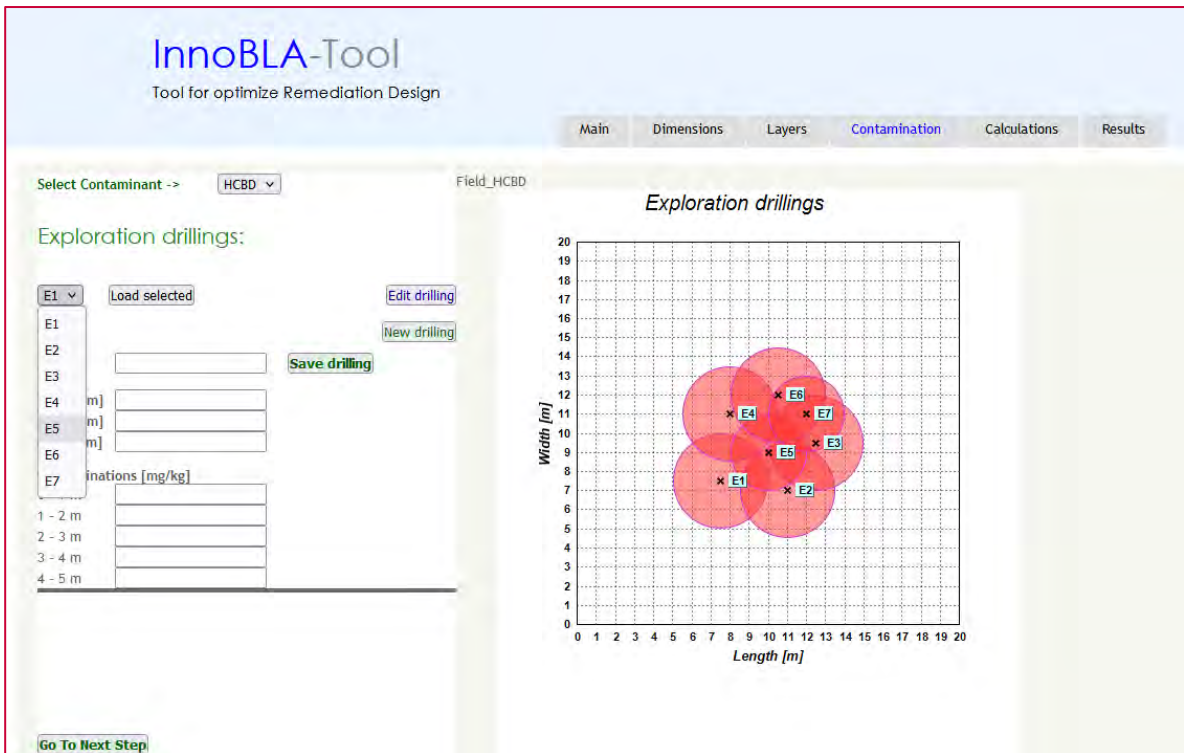 InnoBLA-Tool
Tool for optimize Remediation Design
Main Dimensions Layers Contamination Calculations Results
Select Contaminant -> HCBD
Field_HCBD
Exploration drillings:
E1 Load selected Edit drilling
New drilling
E1
E2
E3
E4
E5
E6
E7
Save drilling
m]
m]
m]
inations [mg/kg]
1 - 2 m
2 - 3 m
3 - 4 m
4 - 5 m
Go To Next Step
Exploration drillings
20
19
18
17
16
15
14
13
12
11
10
9
8
7
6
5
4
3
2
1
0
Width [m]
E6
E4 E7
E3
E5
E1
E2
0 1 2 3 4 5 6 7 8 9 10 11 12 13 14 15 16 17 18 19 20
Length [m]